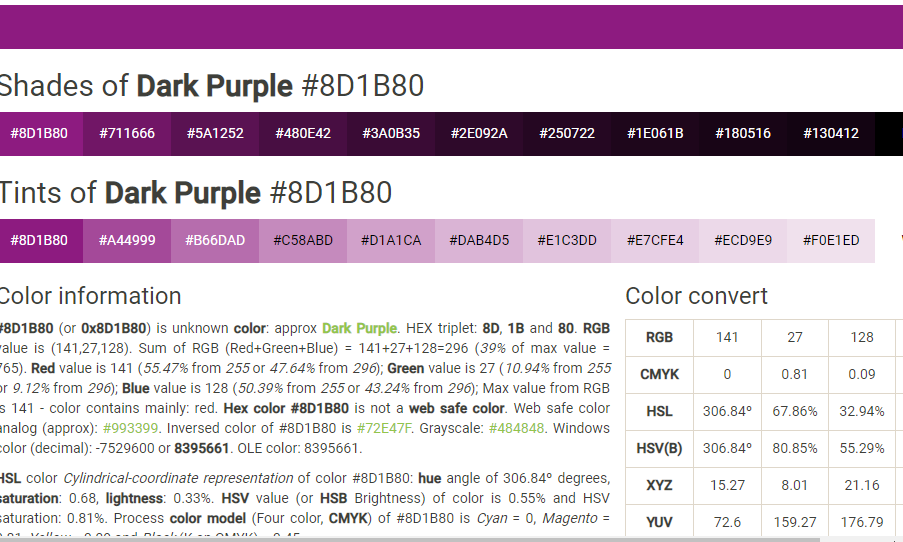 Shades of Dark Purple #8D1B80
#8D1B80 #711666 #5A1252 #480E42 #3A0B35 #2E092A #250722 #1E061B #180516 #130412
Tints of Dark Purple #8D1B80
#8D1B80 #A44999 #B66DAD #C58ABD #D1A1CA #DAB4D5 #E1C3DD #E7CFE4 #ECD9E9 #F0E1ED
Color information
#8D1B80 (or 0x8D1B80) is unknown color: approx Dark Purple. HEX triplet: 8D, 1B and 80. RGB
value is (141,27,128). Sum of RGB (Red+Green+Blue) = 141+27+128=296 (39% of max value =
765). Red value is 141 (55.47% from 255 or 47.64% from 296); Green value is 27 (10.94% from 255
or 9.12% from 296); Blue value is 128 (50.39% from 255 or 43.24% from 296); Max value from RGB
is 141 - color contains mainly: red. Hex color #8D1B80 is not a web safe color. Web safe color
analog (approx): #993399. Inversed color of #8D1B80 is #72E47F. Grayscale: #484848. Windows
color (decimal): -7529600 or 8395661. OLE color: 8395661.
HSL color Cylindrical-coordinate representation of color #8D1B80: hue angle of 306.84º degrees,
saturation: 0.68, lightness: 0.33%. HSV value (or HSB Brightness) of color is 0.55% and HSV
saturation: 0.81%. Process color model (Four color, CMYK) of #8D1B80 is Cyan = 0, Magento =
Color convert
RGB 141 27 128
CMYK 0 0.81 0.09
HSL 306.84º 67.86% 32.94%
HSV(B) 306.84º 80.85% 55.29%
XYZ 15.27 8.01 21.16
YUV 72.6 159.27 176.79